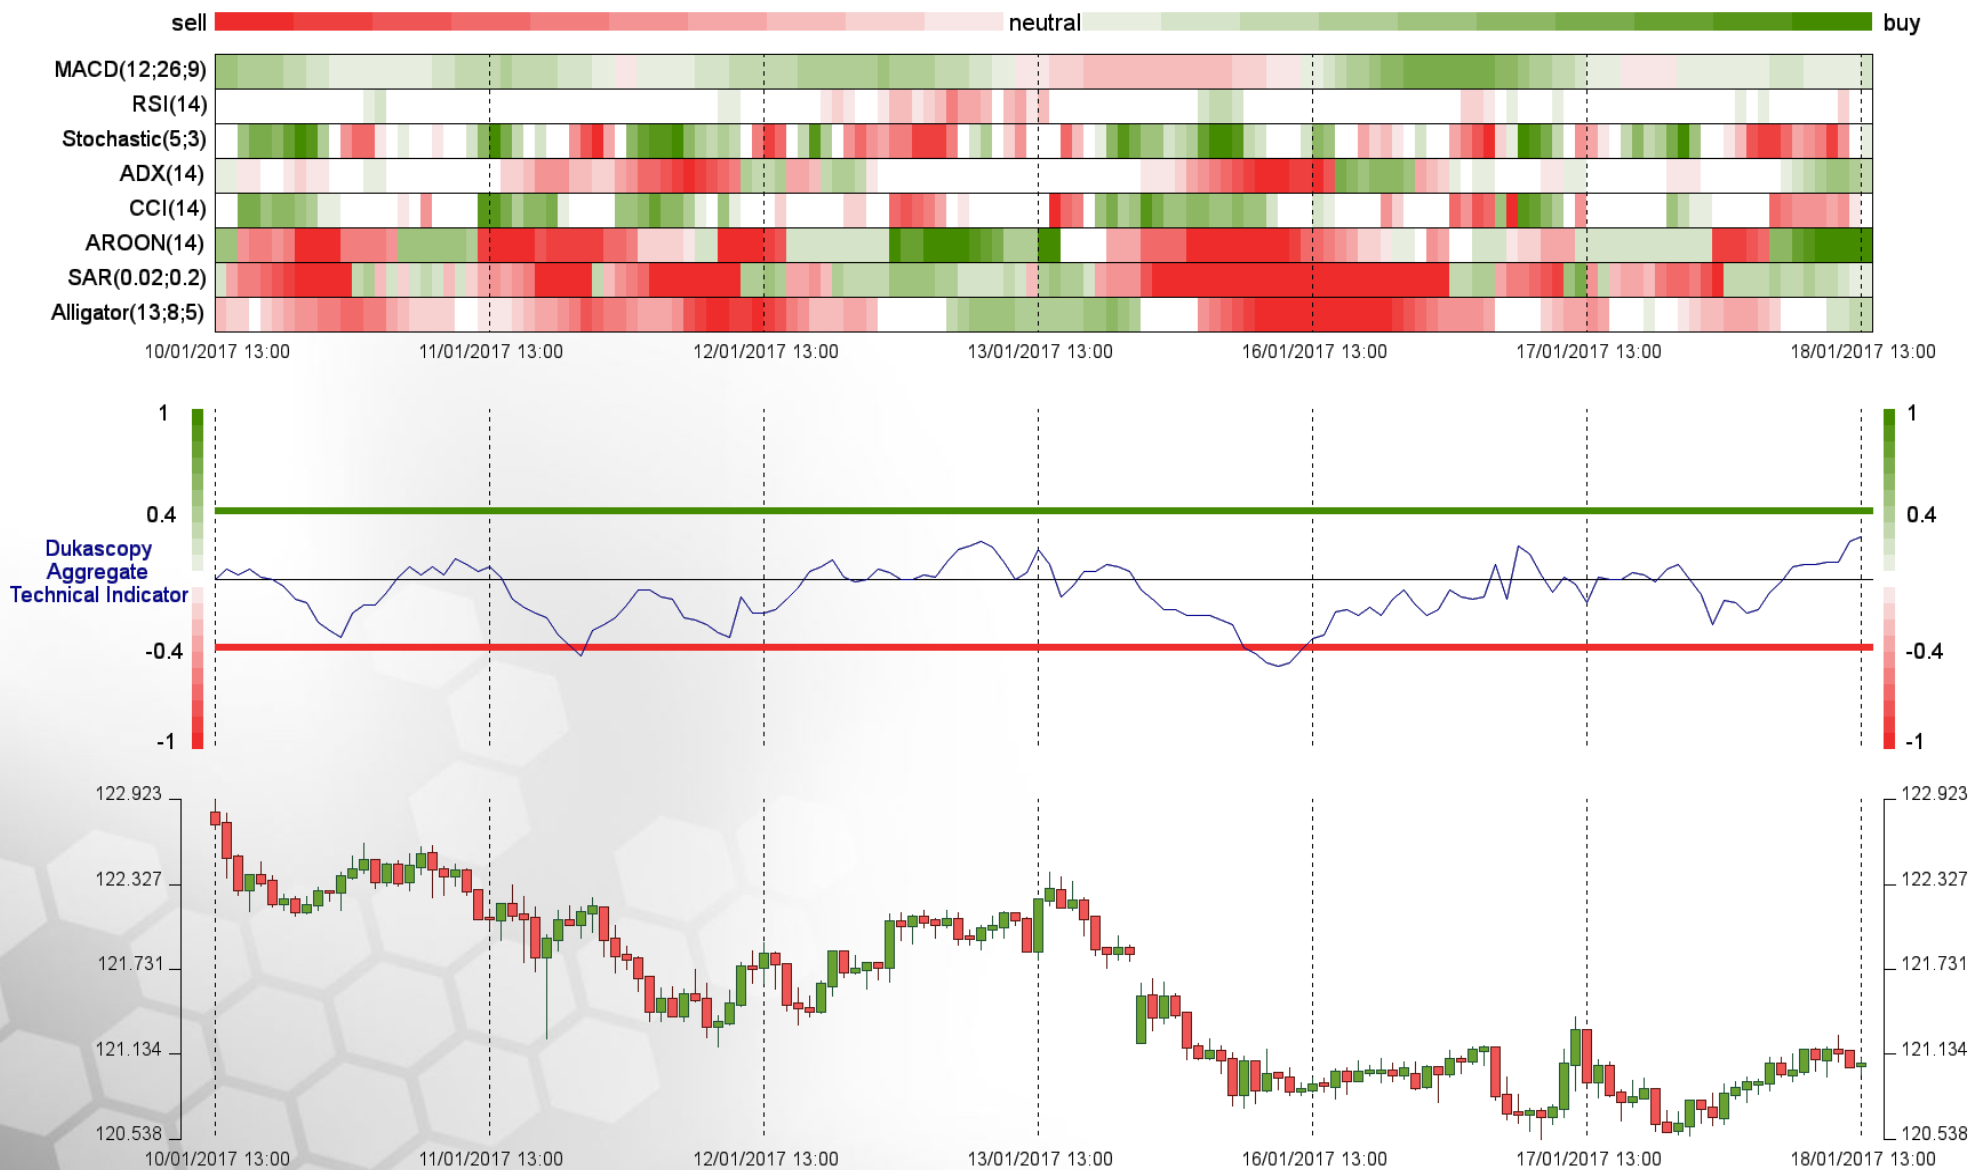 sell neutral buy
MACD(12;26;9)
RSI(14)
Stochastic(5;3)
ADX(14)
CCI(14)
AROON(14)
SAR(0.02;0.2)
Alligator(13;8;5)
10/01/2017 13:00 11/01/2017 13:00 12/01/2017 13:00 13/01/2017 13:00 16/01/2017 13:00 17/01/2017 13:00 18/01/2017 13:00
1 1
0.4 0.4
Dukascopy
Aggregate
Technical Indicator
-0.4 -0.4
-1 -1
122.923 122.923
122.327 122.327
121.731 121.731
121.134 121.134
120.538 120.538
10/01/2017 13:00 11/01/2017 13:00 12/01/2017 13:00 13/01/2017 13:00 16/01/2017 13:00 17/01/2017 13:00 18/01/2017 13:00